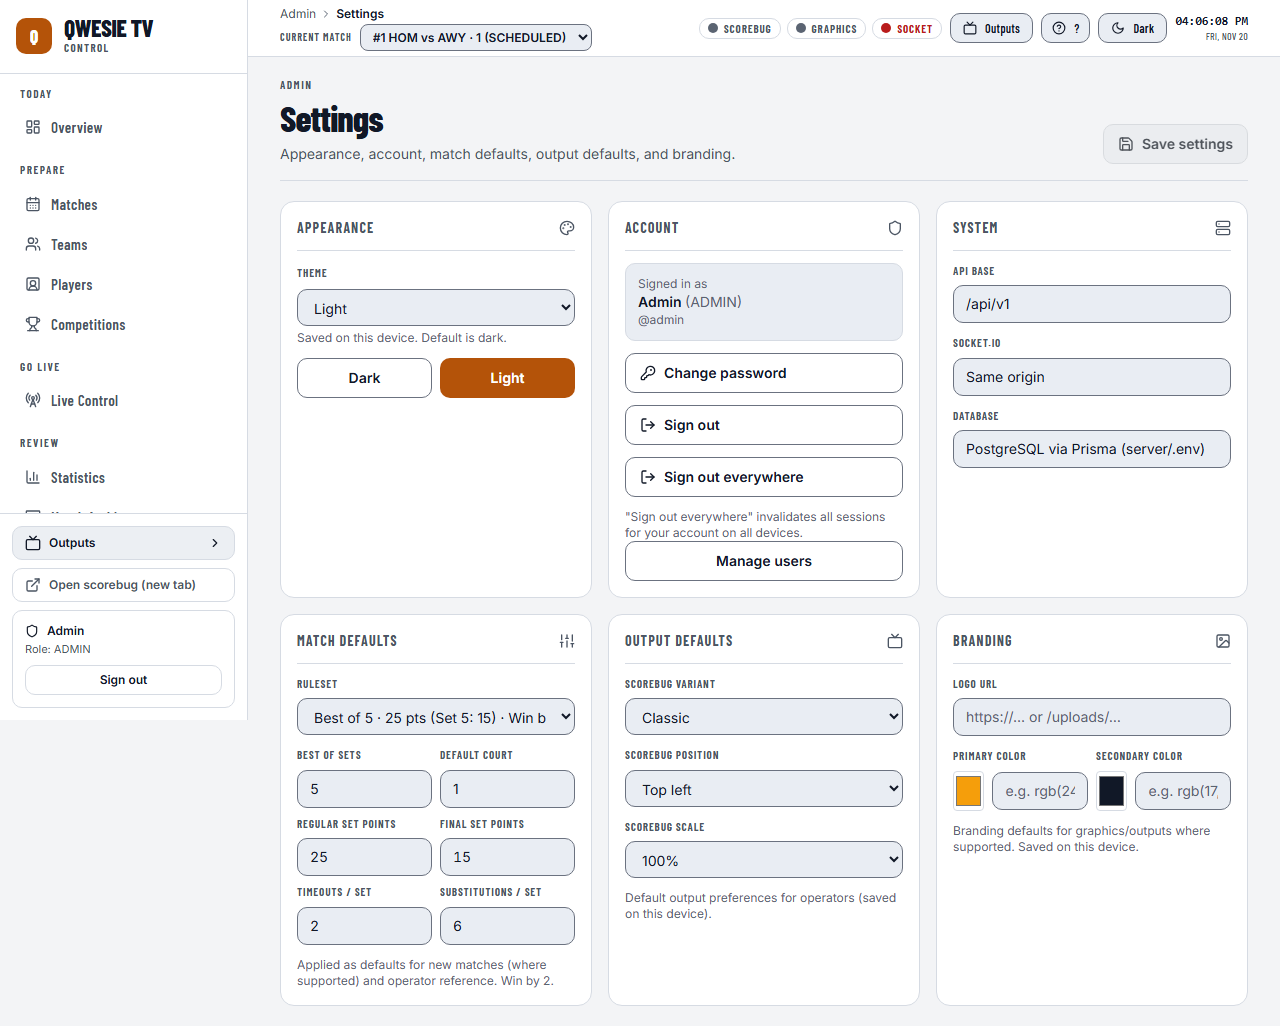 Q
QWESIE TV
CONTROL
TODAY
Overview
PREPARE
Matches
Teams
Players
Competitions
GO LIVE
Live Control
REVIEW
Statistics
Outputs
Open scorebug (new tab)
Admin
Role: ADMIN
Sign out
Admin > Settings
CURRENT MATCH
#1 HOM vs AWY · 1 (SCHEDULED)
SCOREBUG
GRAPHICS
SOCKET
Outputs
?
Dark
04:06:08 PM
FRI, NOV 20
ADMIN
Settings
Appearance, account, match defaults, output defaults, and branding.
Save settings
APPEARANCE
THEME
Light
Saved on this device. Default is dark.
Dark
Light
ACCOUNT
Signed in as
Admin (ADMIN)
@admin
Change password
Sign out
Sign out everywhere
"Sign out everywhere" invalidates all sessions
for your account on all devices.
Manage users
SYSTEM
API BASE
/api/v1
SOCKET.IO
Same origin
DATABASE
PostgreSQL via Prisma (server/.env)
MATCH DEFAULTS
RULESET
Best of 5 · 25 pts (Set 5: 15) · Win b
BEST OF SETS
DEFAULT COURT
5
1
REGULAR SET POINTS
FINAL SET POINTS
25
15
TIMEOUTS / SET
SUBSTITUTIONS / SET
2
6
Applied as defaults for new matches (where
supported) and operator reference. Win by 2.
OUTPUT DEFAULTS
SCOREBUG VARIANT
Classic
SCOREBUG POSITION
Top left
SCOREBUG SCALE
100%
Default output preferences for operators (saved
on this device).
BRANDING
LOGO URL
https://... or /uploads/...
PRIMARY COLOR
SECONDARY COLOR
e.g. rgb(24
e.g. rgb(17,
Branding defaults for graphics/outputs where
supported. Saved on this device.